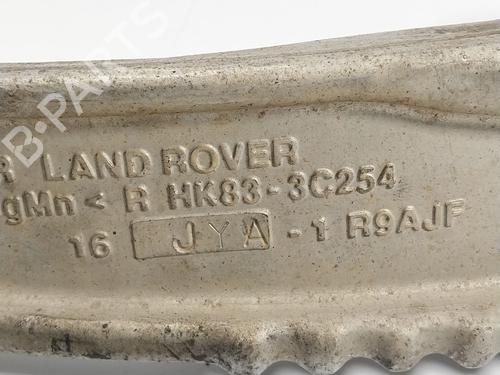 B-PARTS
R LAND ROVER
gMn < R HK83-3C254
16 JYA -1 R9AJF